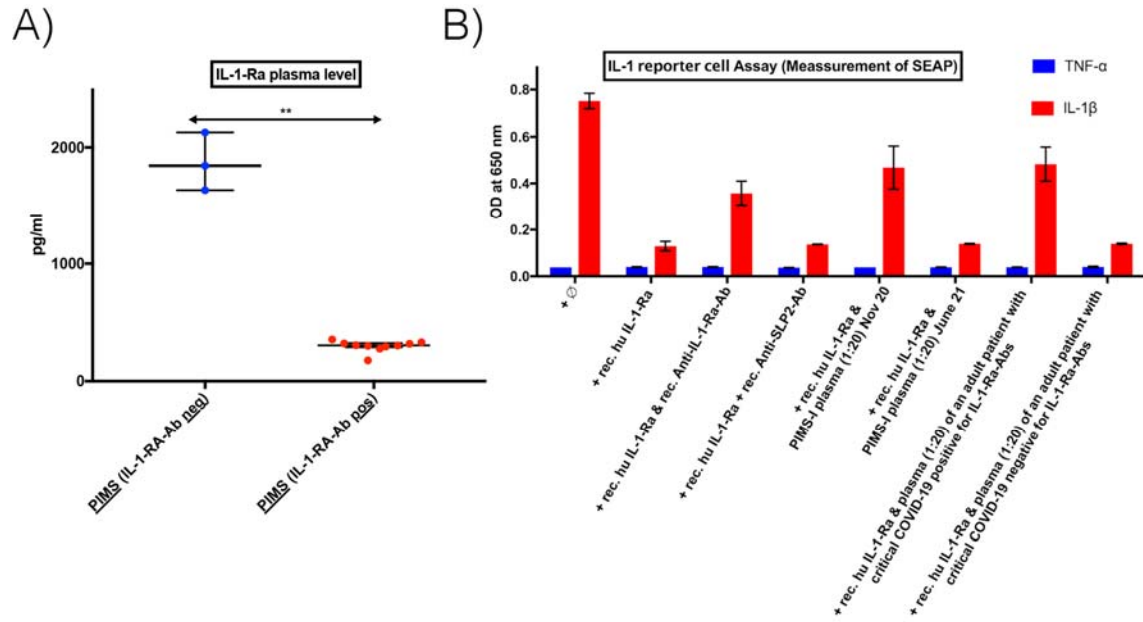 A)
IL-1-Ra plasma level
**
2000
1000
0
pg/ml
PIMS (IL-1-RA-Ab neg)
PIMS (IL-1-RA-Ab pos)
B)
IL-1 reporter cell Assay (Meassurement of SEAP)
TNF-α
IL-1β
0.8
0.6
0.4
0.2
0.0
OD at 650 nm
+ Ø
+ rec. hu IL-1-Ra
+ rec. hu IL-1-Ra & rec. Anti-IL-1-Ra-Ab
+ rec. hu IL-1-Ra + rec. Anti-SLP2-Ab
+ rec. hu IL-1-Ra &
PIMS-I plasma (1:20) Nov 20
+ rec. hu IL-1-Ra &
PIMS-I plasma (1:20) June 21
+ rec. hu IL-1-Ra & plasma (1:20) of an adult patient with
critical COVID-19 positive for IL-1-Ra-Abs
+ rec. hu IL-1-Ra & plasma (1:20) of an adult patient with
critical COVID-19 negative for IL-1-Ra-Abs